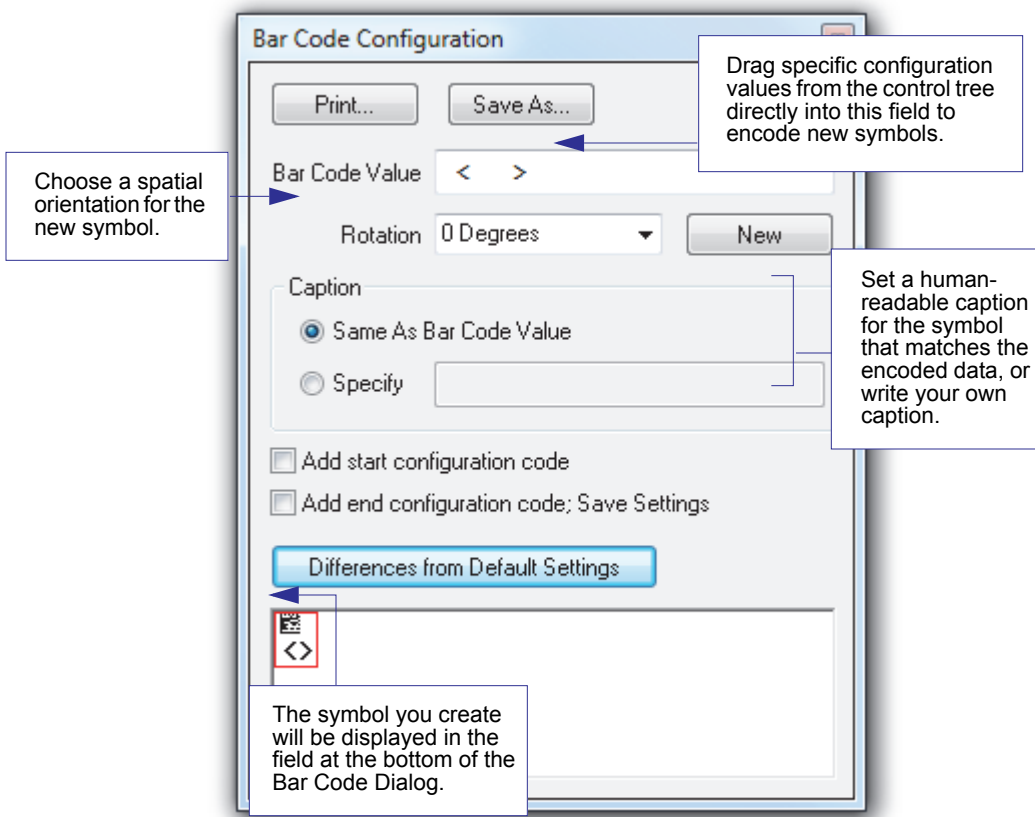 Bar Code Configuration
Drag specific configuration
values from the control tree
directly into this field to
encode new symbols.
Print...
Save As...
Choose a spatial
orientation for the
new symbol.
Bar Code Value < >
Rotation 0 Degrees New
Caption
Same As Bar Code Value
Specify
Set a human-
readable caption
for the symbol
that matches the
encoded data, or
write your own
caption.
Add start configuration code
Add end configuration code; Save Settings
Differences from Default Settings
<>
The symbol you create
will be displayed in the
field at the bottom of the
Bar Code Dialog.